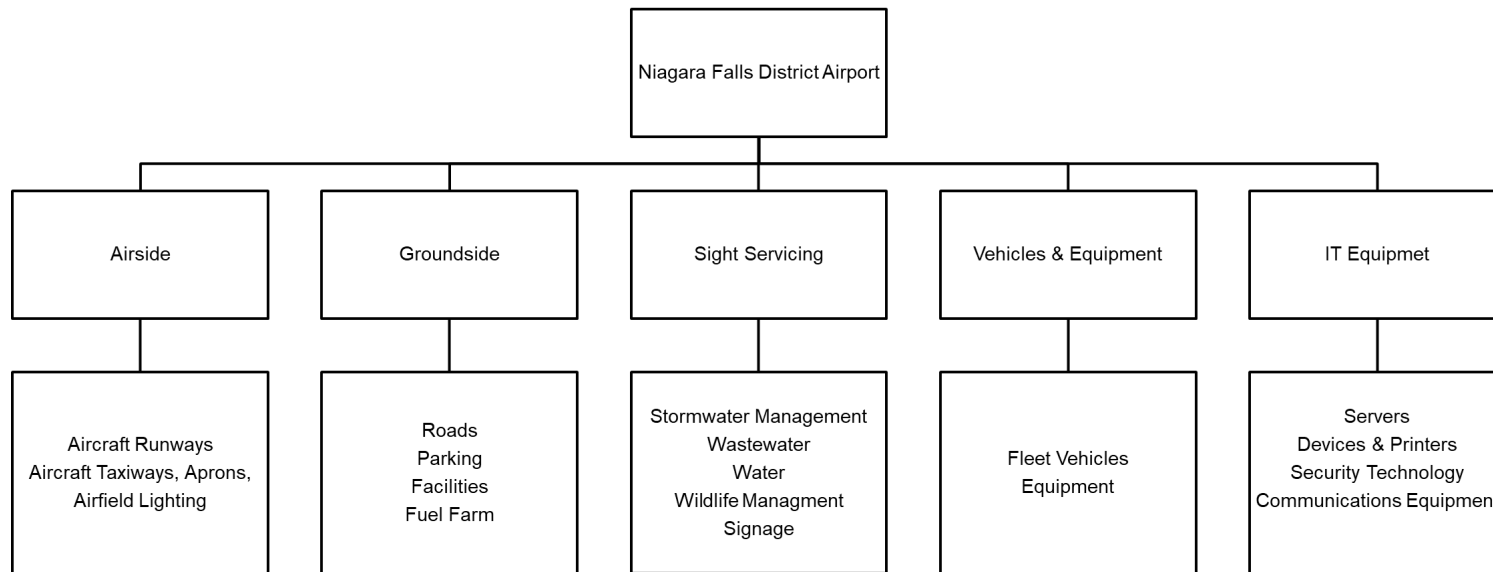 Niagara Falls District Airport
Airside
Groundside
Sight Servicing
Vehicles & Equipment
IT Equipmet
Aircraft Runways
Aircraft Taxiways, Aprons,
Airfield Lighting
Roads
Parking
Facilities
Fuel Farm
Stormwater Management
Wastewater
Water
Wildlife Managment
Signage
Fleet Vehicles
Equipment
Servers
Devices & Printers
Security Technology
Communications Equipment